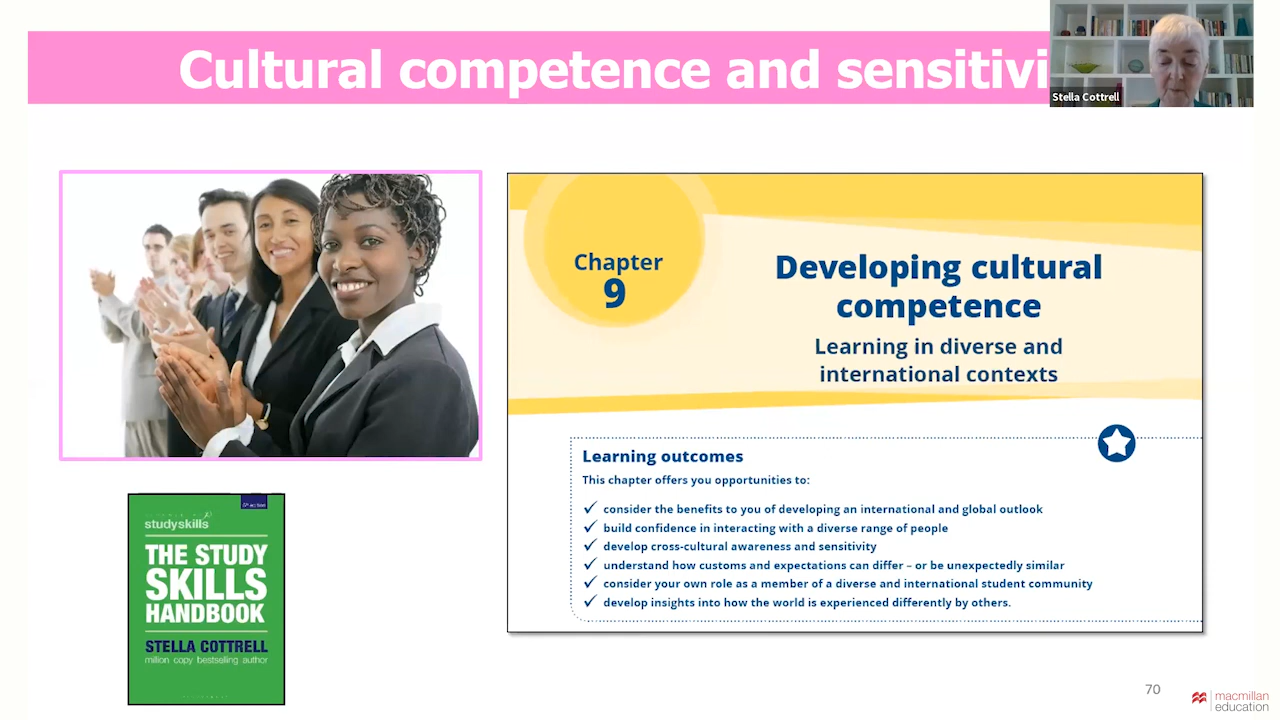 Cultural competence and sensitivi
Stella Cottrell
Chapter
9
Developing cultural
competence
Learning in diverse and
international contexts
Learning outcomes
This chapter offers you opportunities to:
✓ consider the benefits to you of developing an international and global outlook
✓ build confidence in interacting with a diverse range of people
✓ develop cross-cultural awareness and sensitivity
✓ understand how customs and expectations can differ – or be unexpectedly similar
✓ consider your own role as a member of a diverse and international student community
✓ develop insights into how the world is experienced differently by others.
studyskills
THE STUDY
SKILLS
HANDBOOK
STELLA COTTRELL
million copy bestselling author
70
macmillan
education